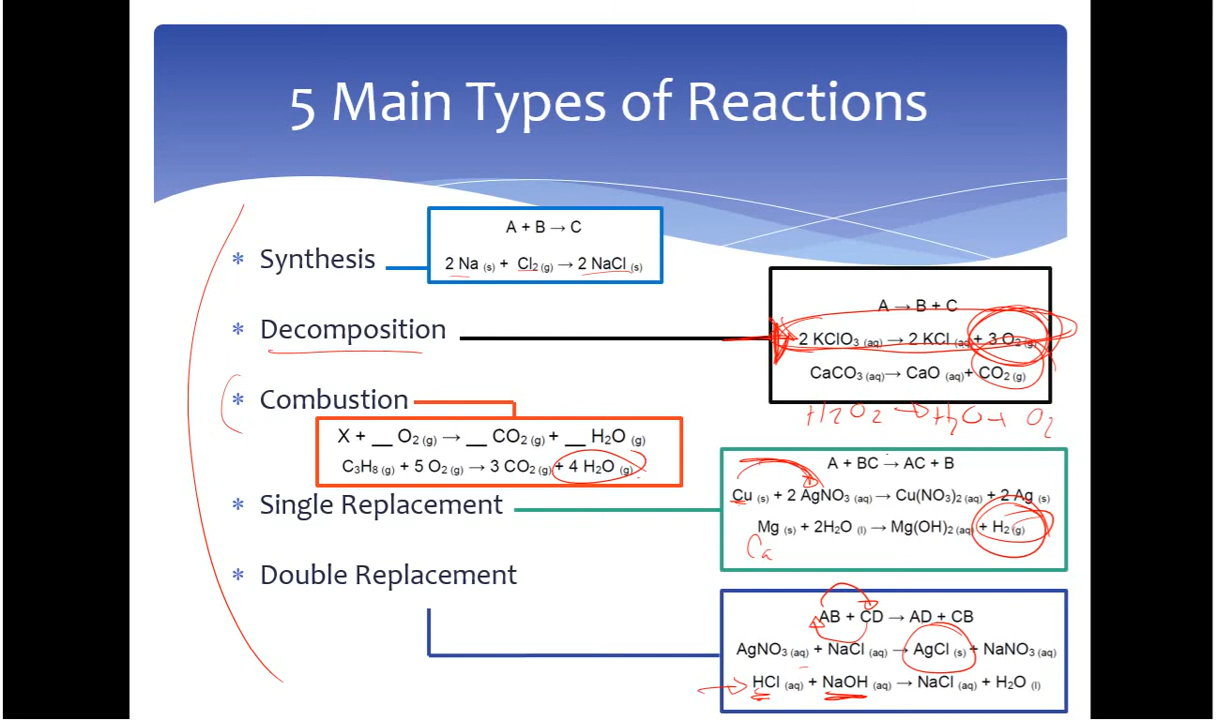 5 Main Types of Reactions
A + B → C
* Synthesis
2 Na (s) + Cl2 (g) → 2 NaCl (s)
A → B + C
* Decomposition
2 KClO3 (aq) → 2 KCl (aq) + 3 O2 (g)
CaCO3 (aq) → CaO (aq) + CO2 (g)
H2O2 → H2O + O2
* Combustion
X + __ O2 (g) → __ CO2 (g) + __ H2O (g)
C3H8 (g) + 5 O2 (g) → 3 CO2 (g) + 4 H2O (g)
* Single Replacement
A + BC → AC + B
Cu (s) + 2 AgNO3 (aq) → Cu(NO3)2 (aq) + 2 Ag (s)
Mg (s) + 2H2O (l) → Mg(OH)2 (aq) + H2 (g)
Ca
* Double Replacement
AB + CD → AD + CB
AgNO3 (aq) + NaCl (aq) → AgCl (s) + NaNO3 (aq)
HCl (aq) + NaOH (aq) → NaCl (aq) + H2O (l)